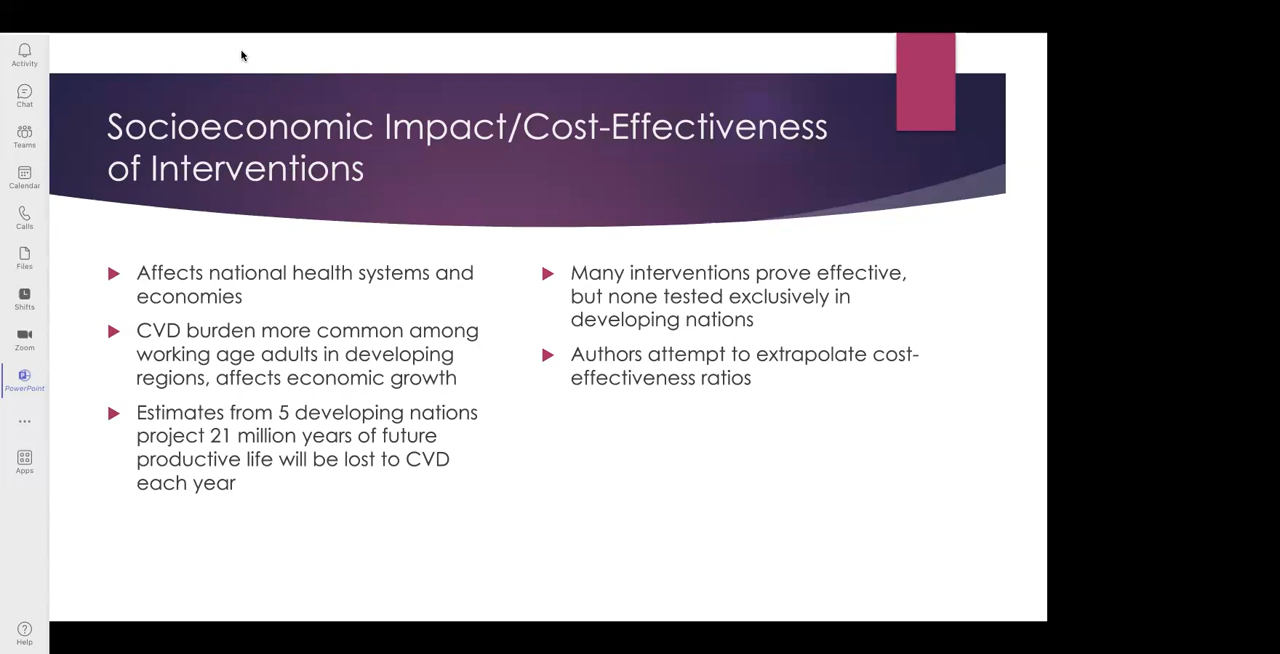 Activity
Chat
Teams
Calendar
Calls
Files
Shifts
Zoom
PowerPoint
Apps
Help
Socioeconomic Impact/Cost-Effectiveness
of Interventions
Affects national health systems and
economies
CVD burden more common among
working age adults in developing
regions, affects economic growth
Estimates from 5 developing nations
project 21 million years of future
productive life will be lost to CVD
each year
Many interventions prove effective,
but none tested exclusively in
developing nations
Authors attempt to extrapolate cost-
effectiveness ratios